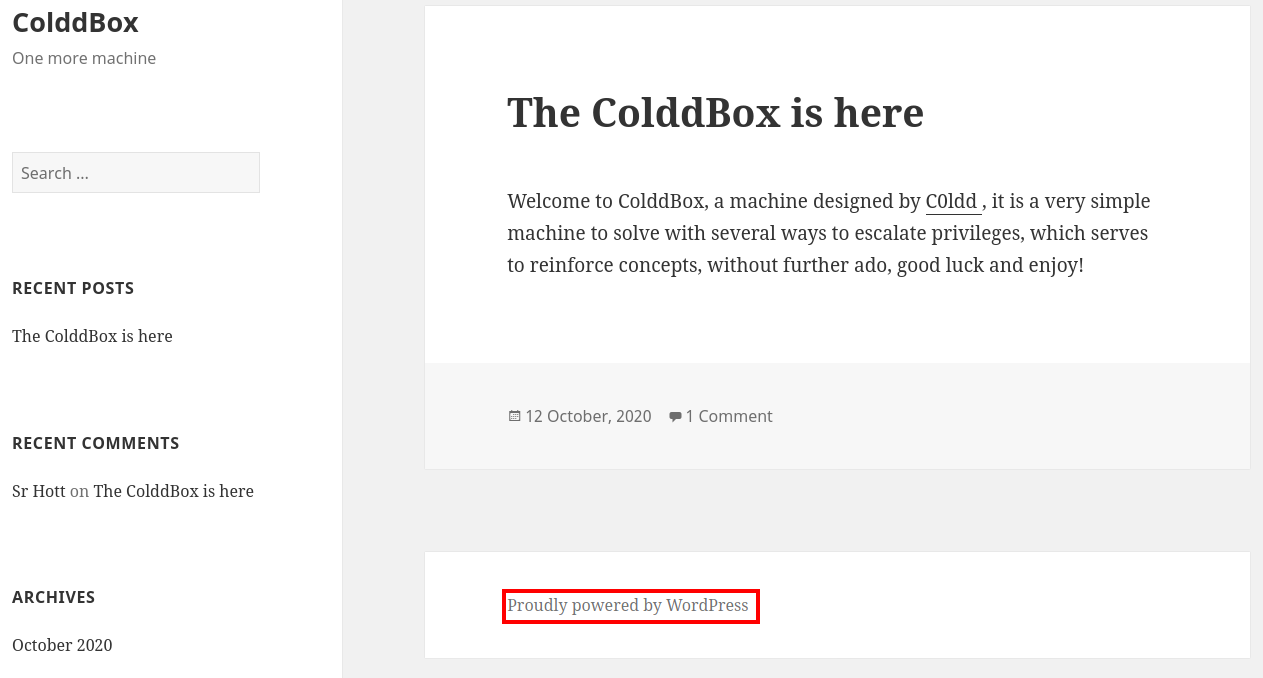 ColddBox
One more machine
Search ...
RECENT POSTS
The ColddBox is here
RECENT COMMENTS
Sr Hott on The ColddBox is here
ARCHIVES
October 2020
The ColddBox is here
Welcome to ColddBox, a machine designed by C0ldd , it is a very simple
machine to solve with several ways to escalate privileges, which serves
to reinforce concepts, without further ado, good luck and enjoy!
12 October, 2020 1 Comment
Proudly powered by WordPress